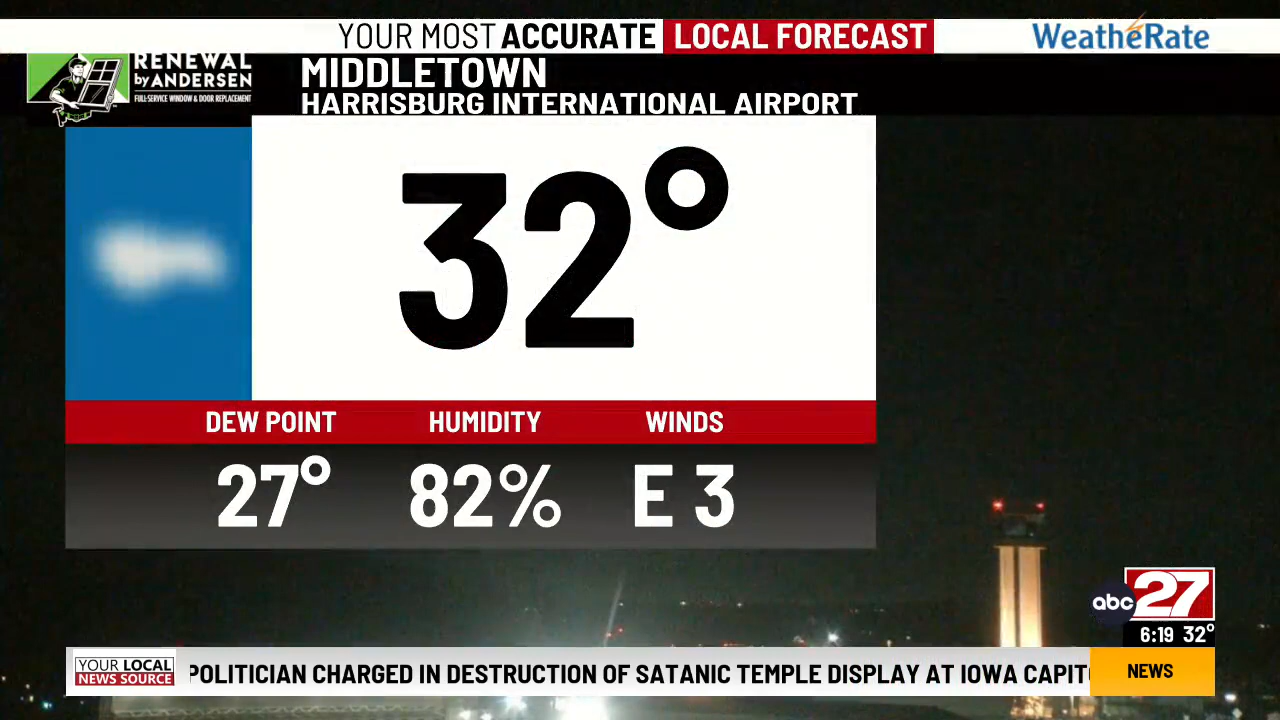 YOUR MOST ACCURATE LOCAL FORECAST
WeatheRate
RENEWAL
by ANDERSEN
FULL-SERVICE WINDOW & DOOR REPLACEMENT
MIDDLETOWN
HARRISBURG INTERNATIONAL AIRPORT
32°
DEW POINT HUMIDITY WINDS
27° 82% E 3
abc 27
6:19 32°
YOUR LOCAL
NEWS SOURCE
POLITICIAN CHARGED IN DESTRUCTION OF SATANIC TEMPLE DISPLAY AT IOWA CAPIT
NEWS